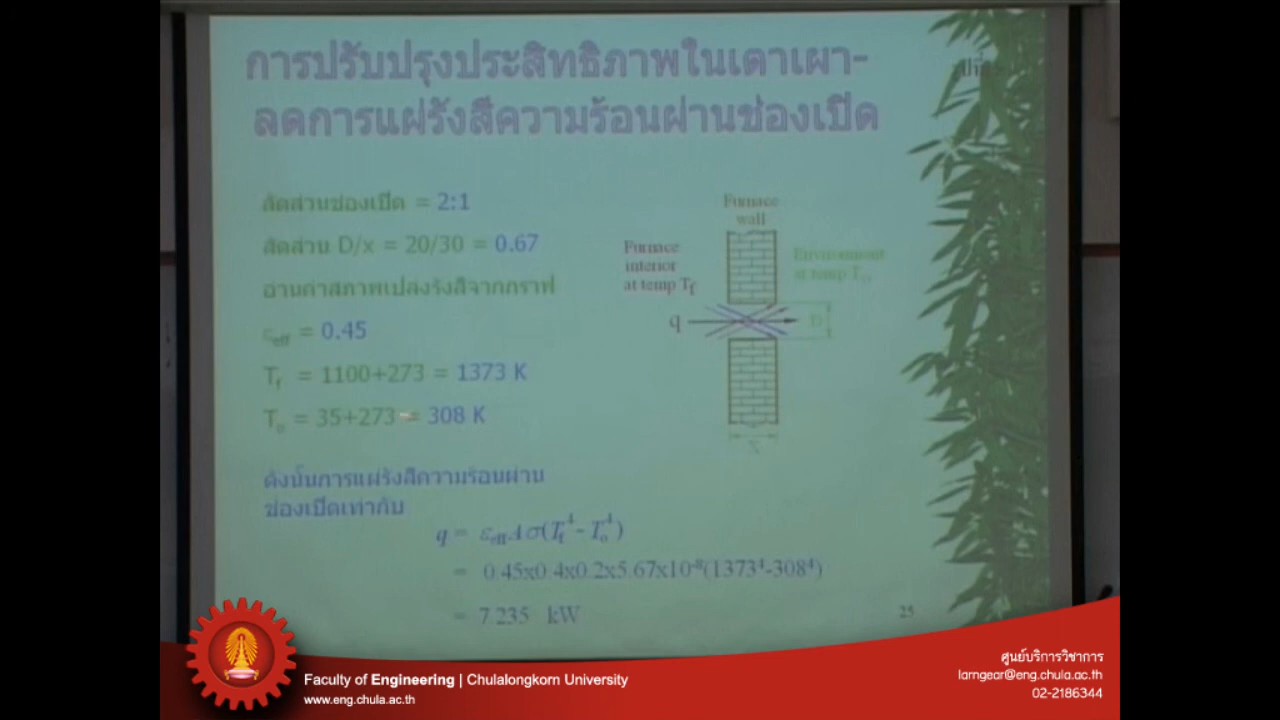 การปรับปรุงประสิทธิภาพในเตาเผา-
ลดการแผ่รังสีความร้อนผ่านช่องเปิด
สัดส่วนช่องเปิด = 2:1
สัดส่วน D/x = 20/30 = 0.67
อ่านค่าสภาพเปล่งรังสีจากกราฟ
εeff = 0.45
Tf = 1100+273 = 1373 K
To = 35+273 = 308 K
ดังนั้นการแผ่รังสีความร้อนผ่าน
ช่องเปิดเท่ากับ
q = εeffAσ(Tf⁴-To⁴)
= 0.45x0.4x0.2x5.67x10⁻⁸(1373⁴-308⁴)
= 7.235 kW
Furnace
wall
Furnace
interior
at temp Tf
Environment
at temp To
q
D
X
25
Faculty of Engineering | Chulalongkorn University
www.eng.chula.ac.th
ศูนย์บริการวิชาการ
larngear@eng.chula.ac.th
02-2186344